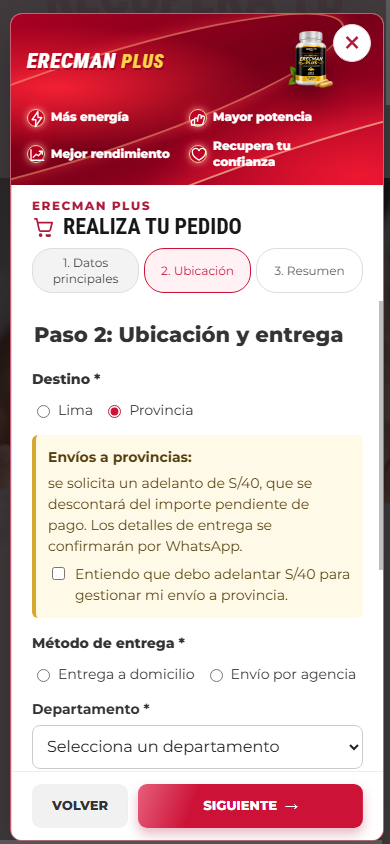 ERECMAN PLUS
ERECMAN
PLUS
Más energía
Mayor potencia
Mejor rendimiento
Recupera tu
confianza
ERECMAN PLUS
REALIZA TU PEDIDO
1. Datos
principales
2. Ubicación
3. Resumen
Paso 2: Ubicación y entrega
Destino *
Lima
Provincia
Envíos a provincias:
se solicita un adelanto de S/40, que se
descontará del importe pendiente de
pago. Los detalles de entrega se
confirmarán por WhatsApp.
Entiendo que debo adelantar S/40 para
gestionar mi envío a provincia.
Método de entrega *
Entrega a domicilio
Envío por agencia
Departamento *
Selecciona un departamento
VOLVER
SIGUIENTE →